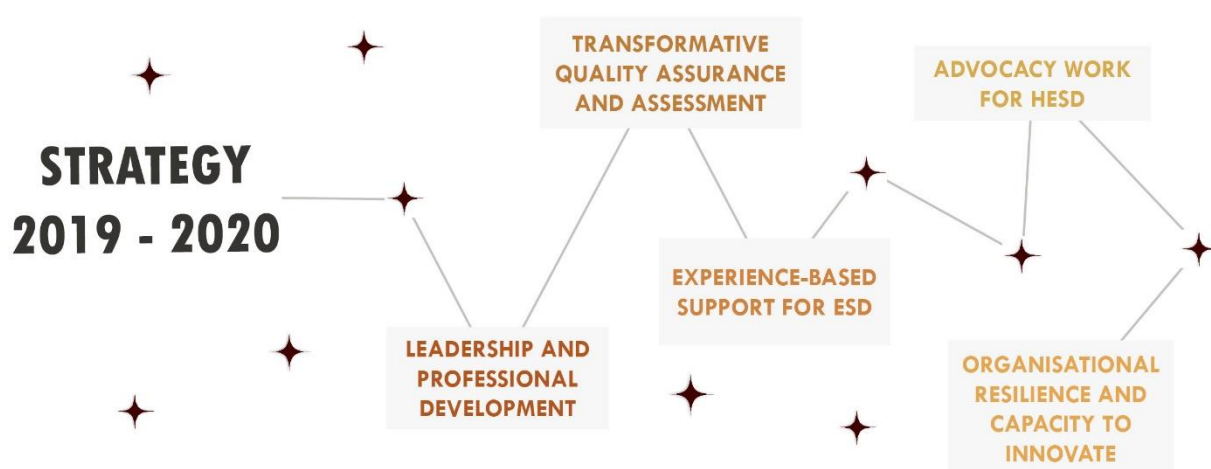 STRATEGY
2019 - 2020
LEADERSHIP AND
PROFESSIONAL
DEVELOPMENT
TRANSFORMATIVE
QUALITY ASSURANCE
AND ASSESSMENT
EXPERIENCE-BASED
SUPPORT FOR ESD
ADVOCACY WORK
FOR HESD
ORGANISATIONAL
RESILIENCE AND
CAPACITY TO
INNOVATE